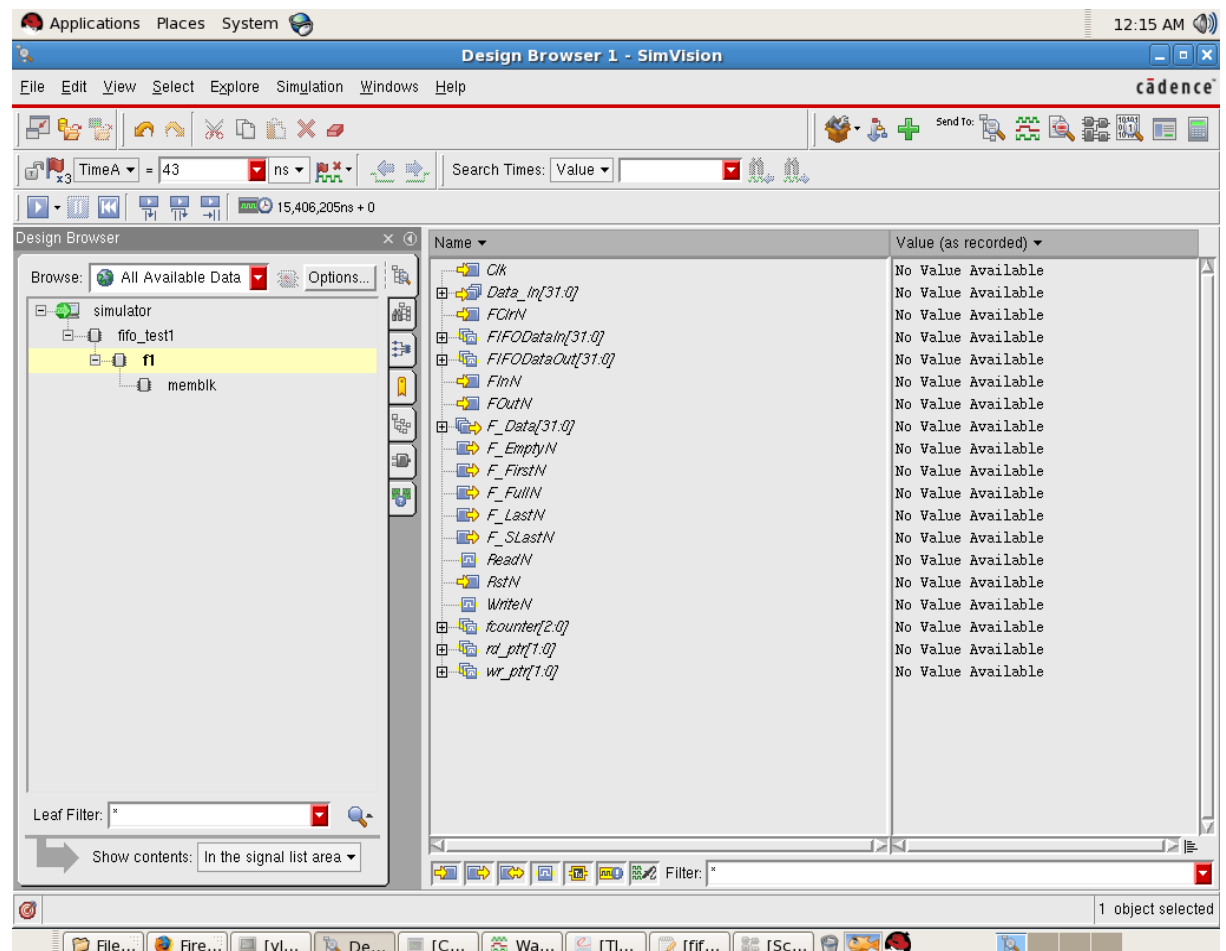 Applications Places System 12:15 AM
Design Browser 1 - SimVision
File Edit View Select Explore Simulation Windows Help cādence
Send To:
x3 TimeA = 43 ns Search Times: Value
15,406,205ns + 0
Design Browser
Browse: All Available Data Options...
simulator
fifo_test1
f1
memblk
Leaf Filter: *
Show contents: In the signal list area
Name Value (as recorded)
Clk No Value Available
Data_In[31:0] No Value Available
FClrN No Value Available
FIFODataIn[31:0] No Value Available
FIFODataOut[31:0] No Value Available
FInN No Value Available
FOutN No Value Available
F_Data[31:0] No Value Available
F_EmptyN No Value Available
F_FirstN No Value Available
F_FullN No Value Available
F_LastN No Value Available
F_SLastN No Value Available
ReadN No Value Available
RstN No Value Available
WriteN No Value Available
fcounter[2:0] No Value Available
rd_ptr[1:0] No Value Available
wr_ptr[1:0] No Value Available
Filter: *
1 object selected
File... Fire... [vl... De... [C... Wa... [Tl... [fif... [Sc...